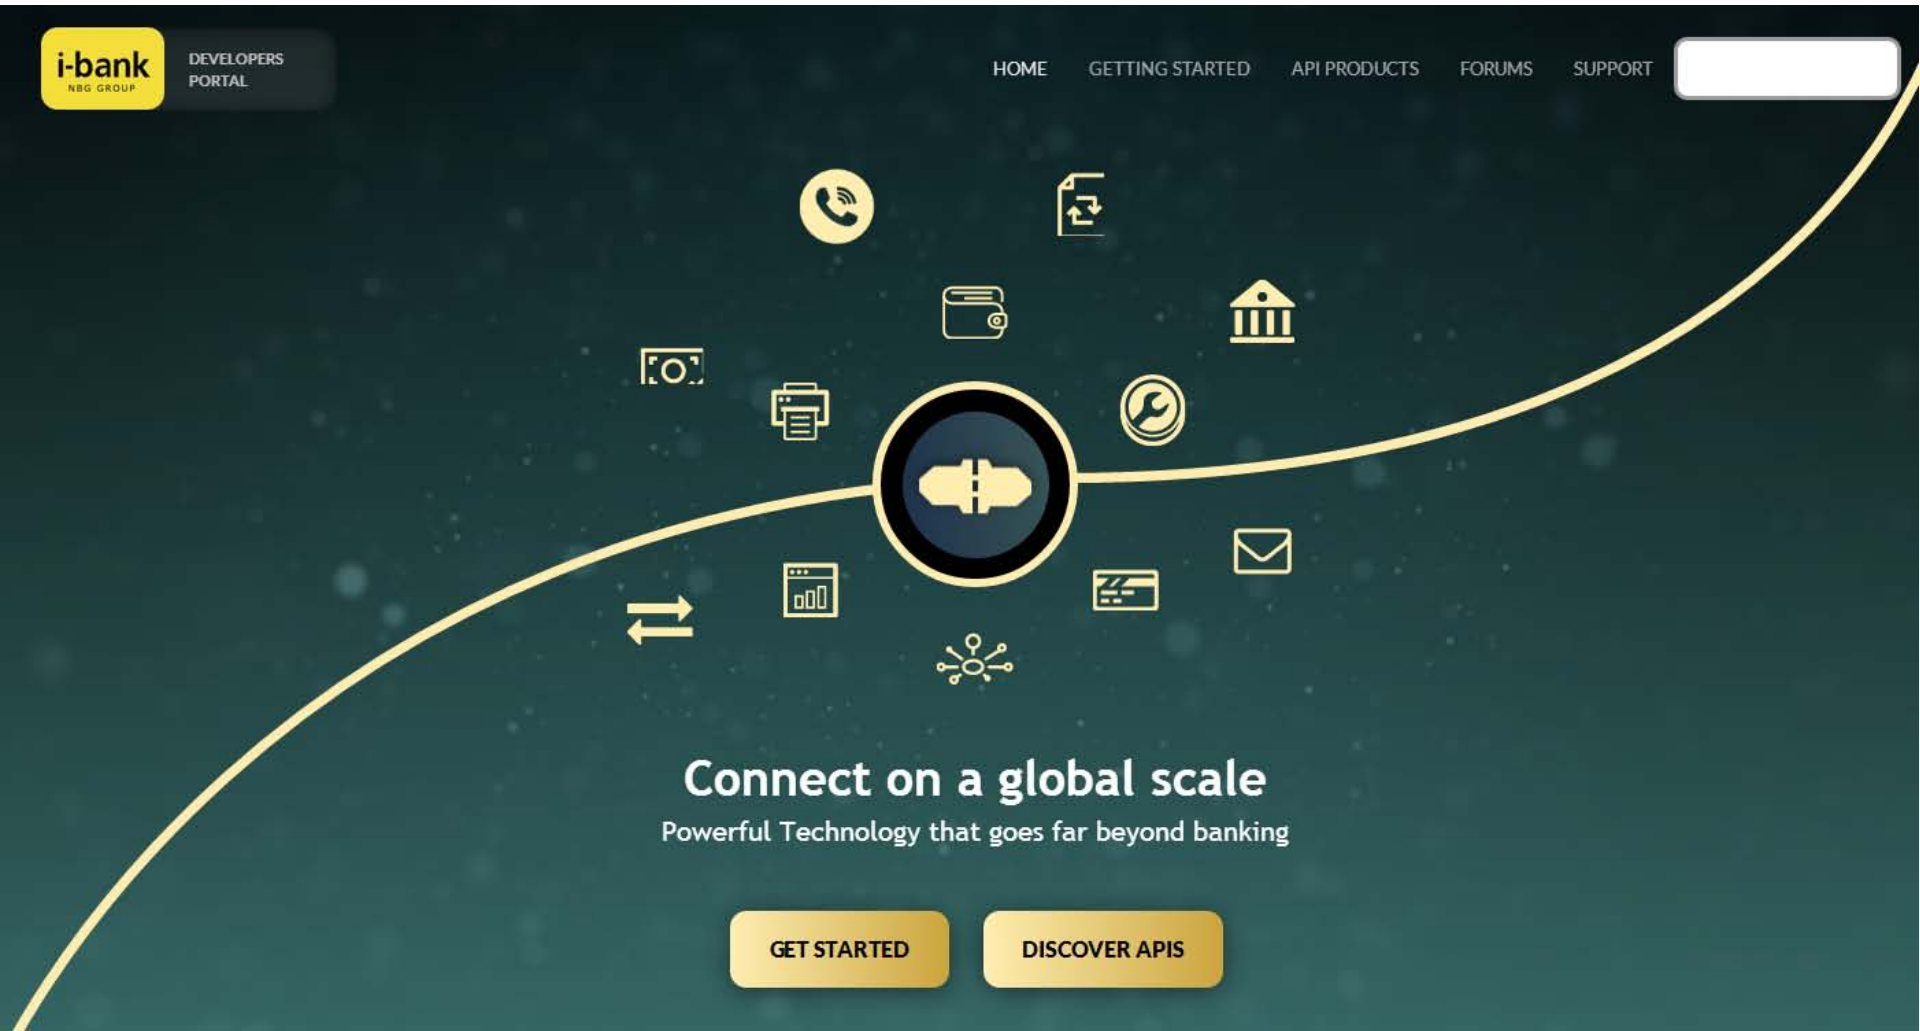 i-bank
NBG GROUP
DEVELOPERS
PORTAL
HOME GETTING STARTED API PRODUCTS FORUMS SUPPORT
Connect on a global scale
Powerful Technology that goes far beyond banking
GET STARTED DISCOVER APIS